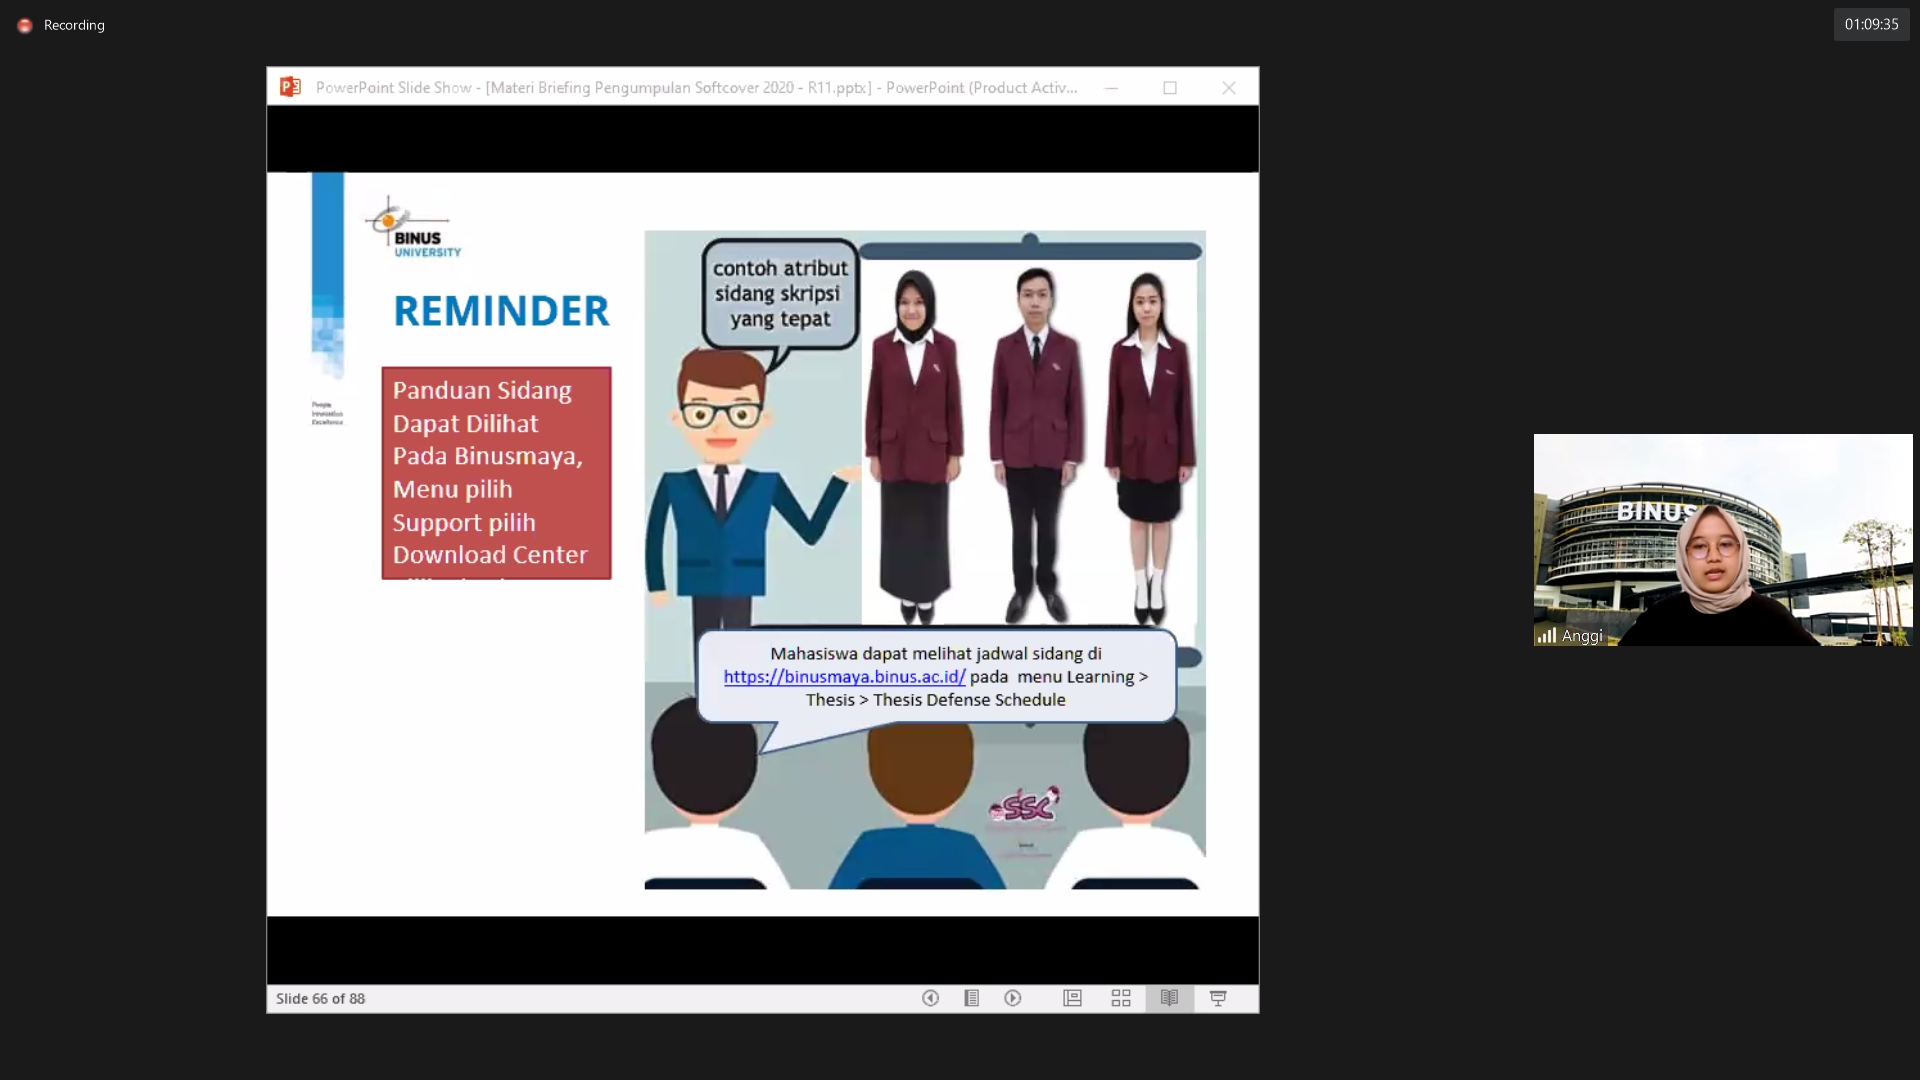 Recording
01:09:35
PowerPoint Slide Show - [Materi Briefing Pengumpulan Softcover 2020 - R11.pptx] - PowerPoint (Product Activ...
BINUS
UNIVERSITY
REMINDER
People
Innovation
Excellence
Panduan Sidang
Dapat Dilihat
Pada Binusmaya,
Menu pilih
Support pilih
Download Center
contoh atribut
sidang skripsi
yang tepat
Mahasiswa dapat melihat jadwal sidang di
https://binusmaya.binus.ac.id/ pada menu Learning >
Thesis > Thesis Defense Schedule
SSC
BINUS
Anggi
Slide 66 of 88